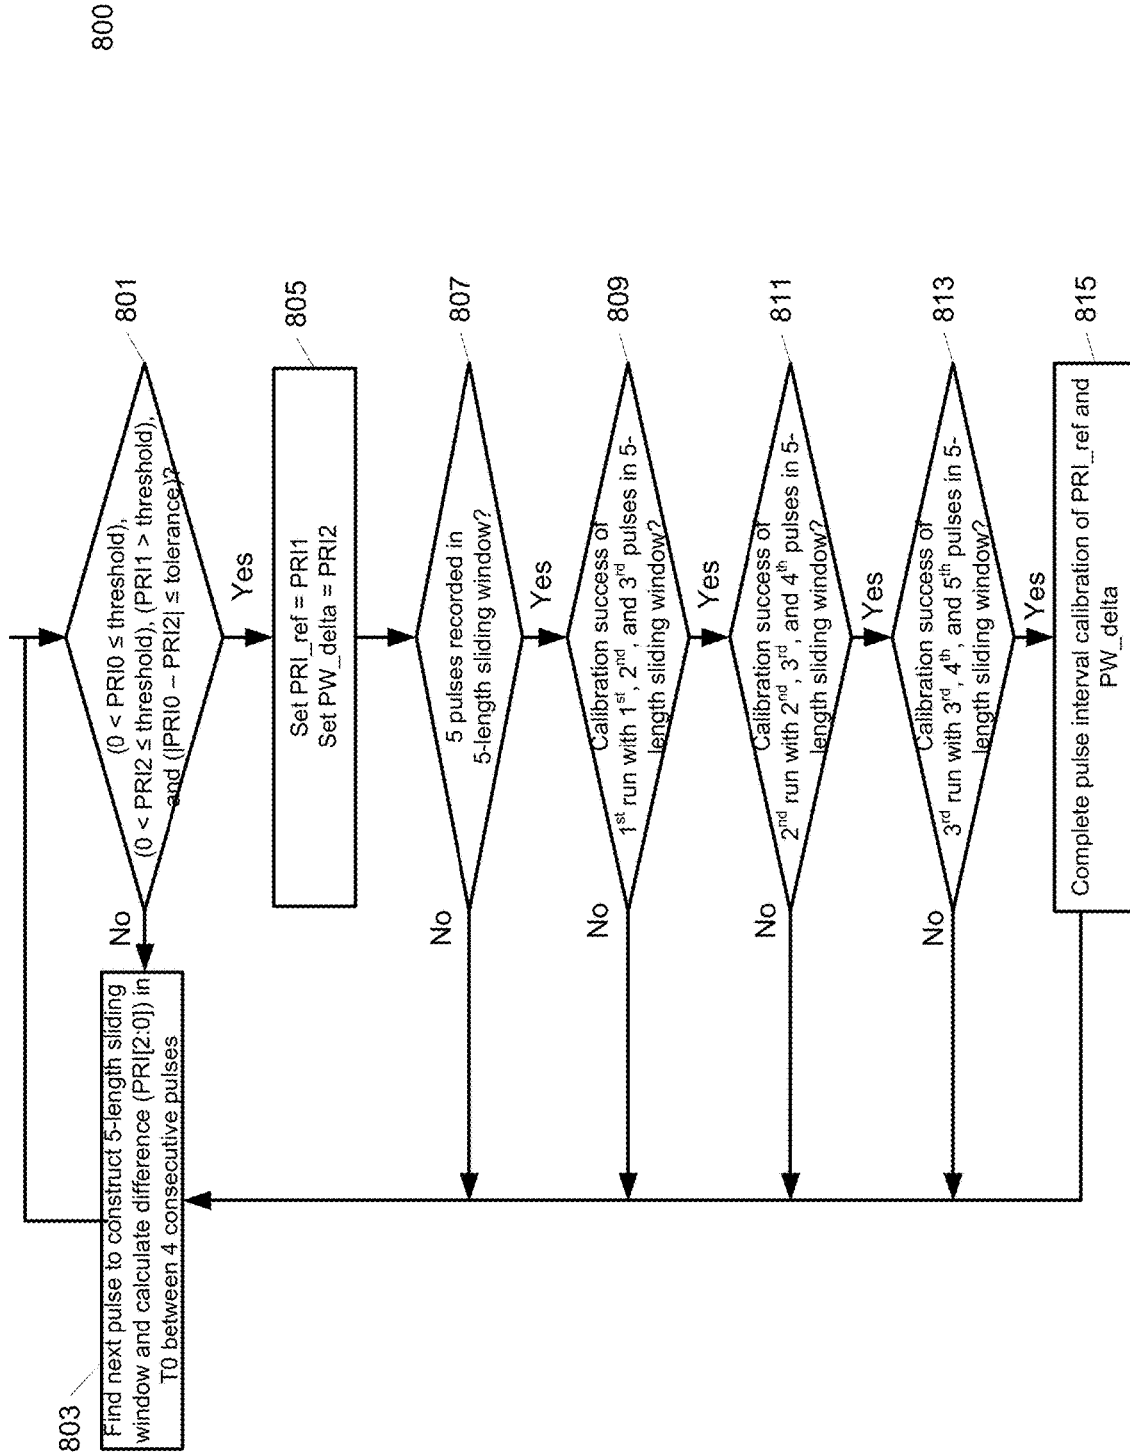 800
801
(0 < PRI0 ≤ threshold),
(0 < PRI2 ≤ threshold), (PRI1 > threshold),
and (|PRI0 – PRI2| ≤ tolerance)?
No
Yes
803
Find next pulse to construct 5-length sliding
window and calculate difference (PRI[2:0]) in
T0 between 4 consecutive pulses
805
Set PRI_ref = PRI1
Set PW_delta = PRI2
807
5 pulses recorded in
5-length sliding window?
No
Yes
809
Calibration success of
1st run with 1st, 2nd, and 3rd pulses in 5-
length sliding window?
No
Yes
811
Calibration success of
2nd run with 2nd, 3rd, and 4th pulses in 5-
length sliding window?
No
Yes
813
Calibration success of
3rd run with 3rd, 4th, and 5th pulses in 5-
length sliding window?
No
Yes
815
Complete pulse interval calibration of PRI_ref and
PW_delta